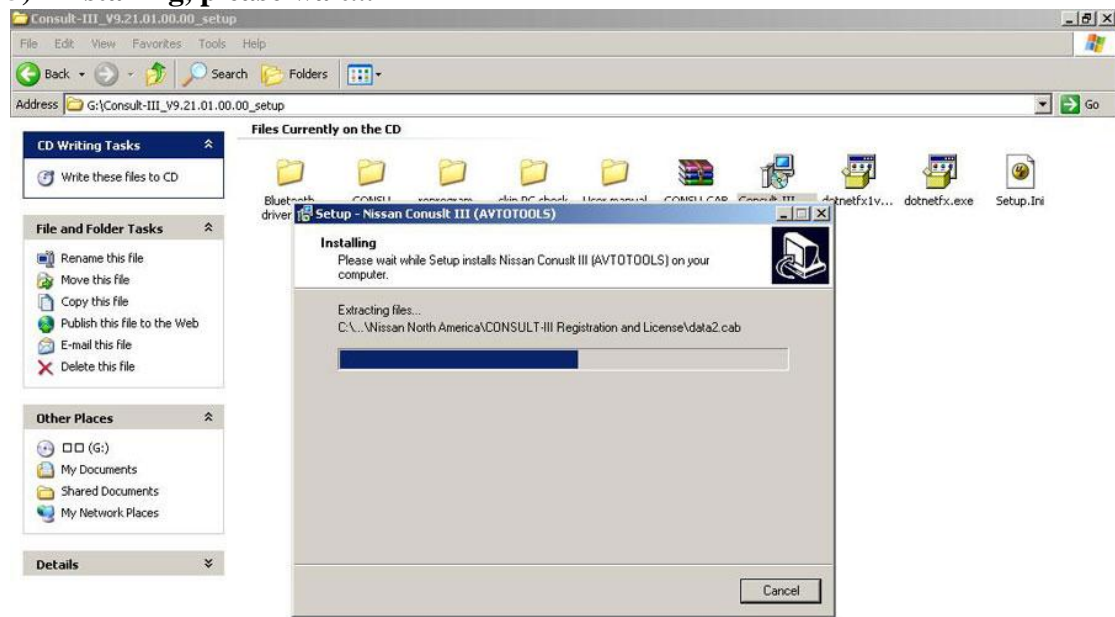 Consult-III_V9.21.01.00.00_setup
File Edit View Favorites Tools Help
Back Search Folders
Address G:\Consult-III_V9.21.01.00.00_setup Go
Files Currently on the CD
CD Writing Tasks
Write these files to CD
File and Folder Tasks
Rename this file
Move this file
Copy this file
Publish this file to the Web
E-mail this file
Delete this file
Other Places
(G:)
My Documents
Shared Documents
My Network Places
Details
driver
dotnetfx1v... dotnetfx.exe Setup.Ini
Setup - Nissan Conuslt III (AVTOTOOLS)
Installing
Please wait while Setup installs Nissan Conuslt III (AVTOTOOLS) on your
computer.
Extracting files...
C:\...\Nissan North America\CONSULT-III Registration and License\data2.cab
Cancel